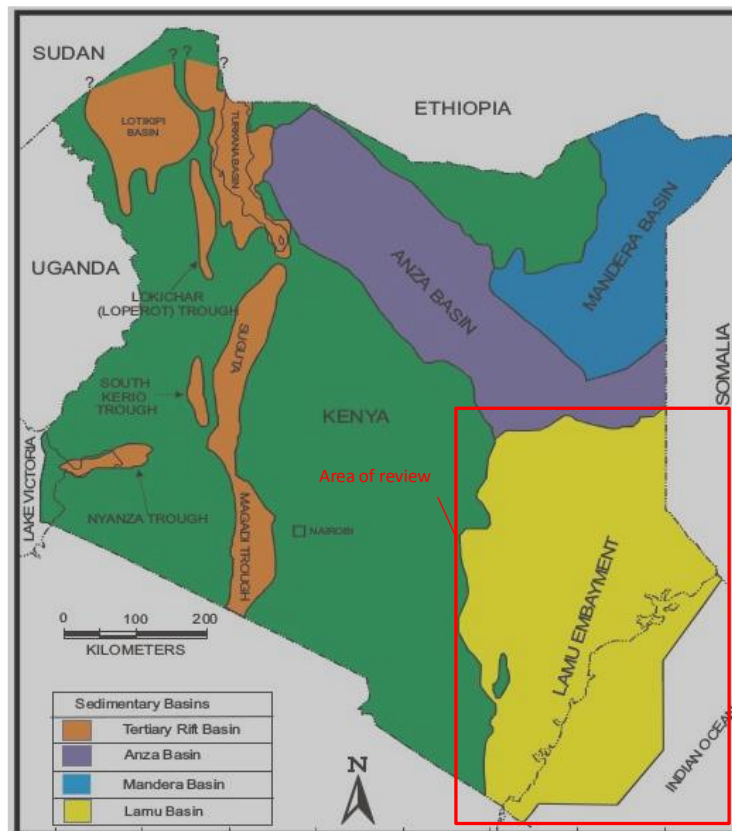 SUDAN
?
?
?
?
ETHIOPIA
LOTIKIPI
BASIN
TURKANA BASIN
MANDERA BASIN
ANZA BASIN
UGANDA
LOKICHAR
(LOPEROT) TROUGH
SUGUTA
SOMALIA
SOUTH
KERIO
TROUGH
KENYA
LAKE VICTORIA
Area of review
NYANZA TROUGH
MAGADI TROUGH
NAIROBI
LAMU EMBAYMENT
0 100 200
KILOMETERS
INDIAN OCEAN
Sedimentary Basins
Tertiary Rift Basin
Anza Basin
Mandera Basin
Lamu Basin
N